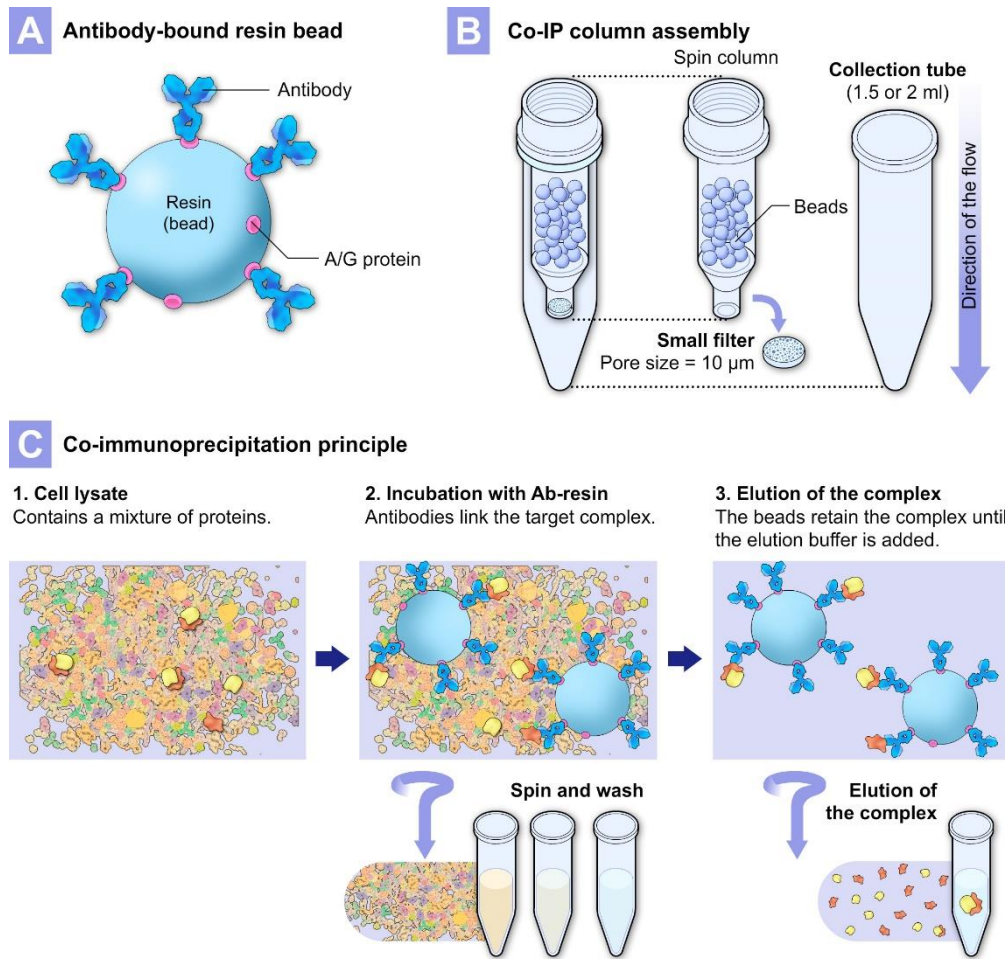 A Antibody-bound resin bead
Antibody
Resin
(bead)
A/G protein
B Co-IP column assembly
Spin column
Collection tube
(1.5 or 2 ml)
Beads
Small filter
Pore size = 10 µm
Direction of the flow
C Co-immunoprecipitation principle
1. Cell lysate
Contains a mixture of proteins.
2. Incubation with Ab-resin
Antibodies link the target complex.
3. Elution of the complex
The beads retain the complex until
the elution buffer is added.
Spin and wash
Elution of
the complex